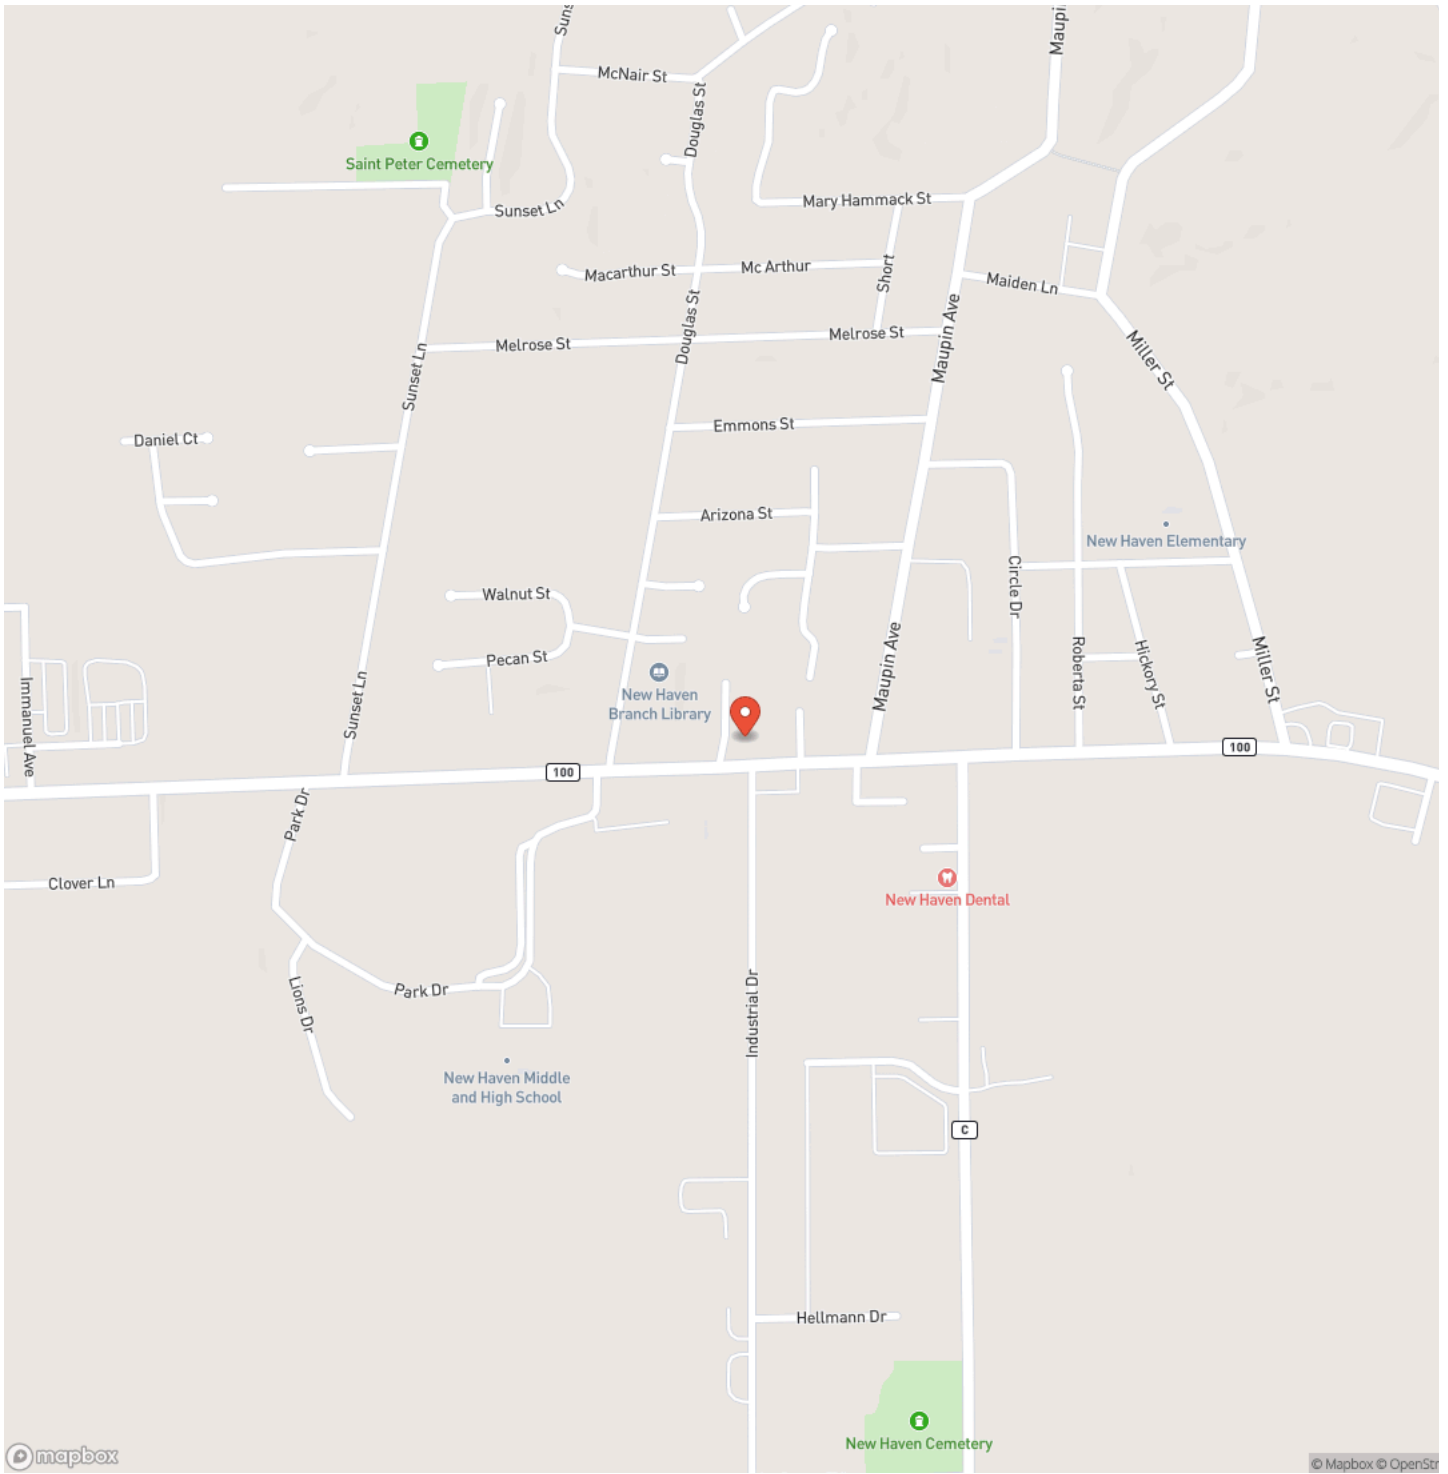 Suns
Maupin
McNair St
Douglas St
Saint Peter Cemetery
Mary Hammack St
Sunset Ln
Macarthur St
Mc Arthur
Short
Maiden Ln
Douglas St
Melrose St
Melrose St
Maupin Ave
Miller St
Sunset Ln
Emmons St
Daniel Ct
Arizona St
New Haven Elementary
Circle Dr
Walnut St
Pecan St
Maupin Ave
Roberta St
Hickory St
Miller St
New Haven
Branch Library
Immanuel Ave
Sunset Ln
100
100
Park Dr
Clover Ln
New Haven Dental
Park Dr
Lions Dr
Industrial Dr
New Haven Middle
and High School
C
Hellmann Dr
New Haven Cemetery
mapbox
© Mapbox © OpenStr